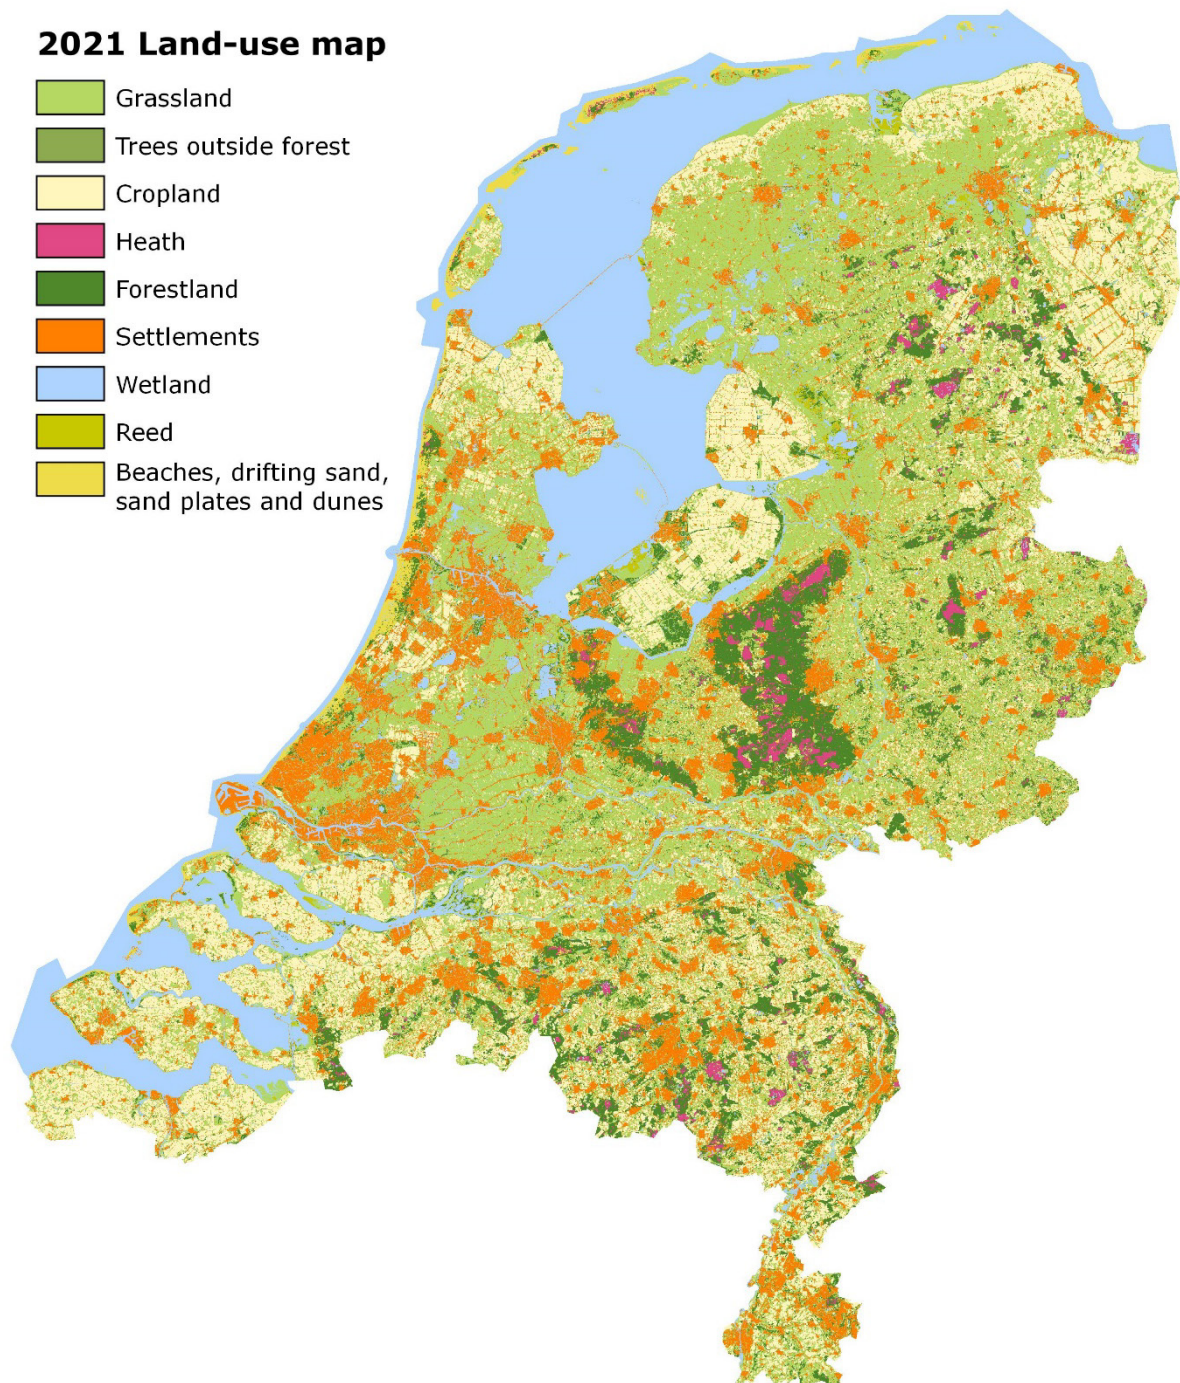 2021 Land-use map
Grassland
Trees outside forest
Cropland
Heath
Forestland
Settlements
Wetland
Reed
Beaches, drifting sand,
sand plates and dunes